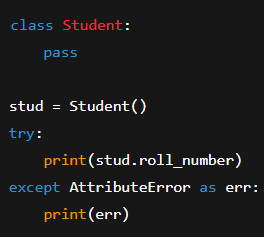 class Student:
    pass

stud = Student()
try:
    print(stud.roll_number)
except AttributeError as err:
    print(err)